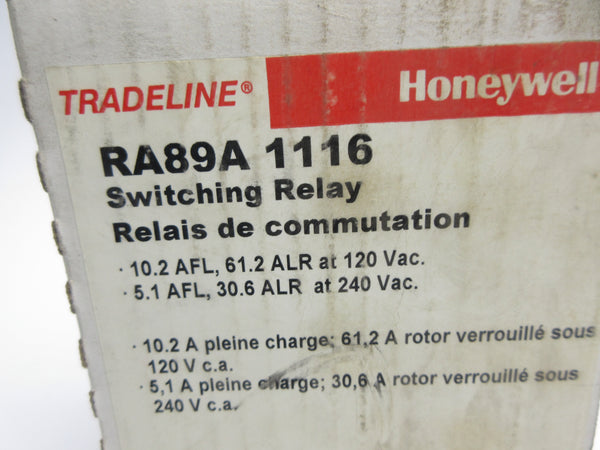 TRADELINE®
Honeywell
RA89A 1116
Switching Relay
Relais de commutation
· 10.2 AFL, 61.2 ALR at 120 Vac.
· 5.1 AFL, 30.6 ALR at 240 Vac.
· 10.2 A pleine charge; 61,2 A rotor verrouillé sous
120 V c.a.
· 5,1 A pleine charge; 30,6 A rotor verrouillé sous
240 V c.a.